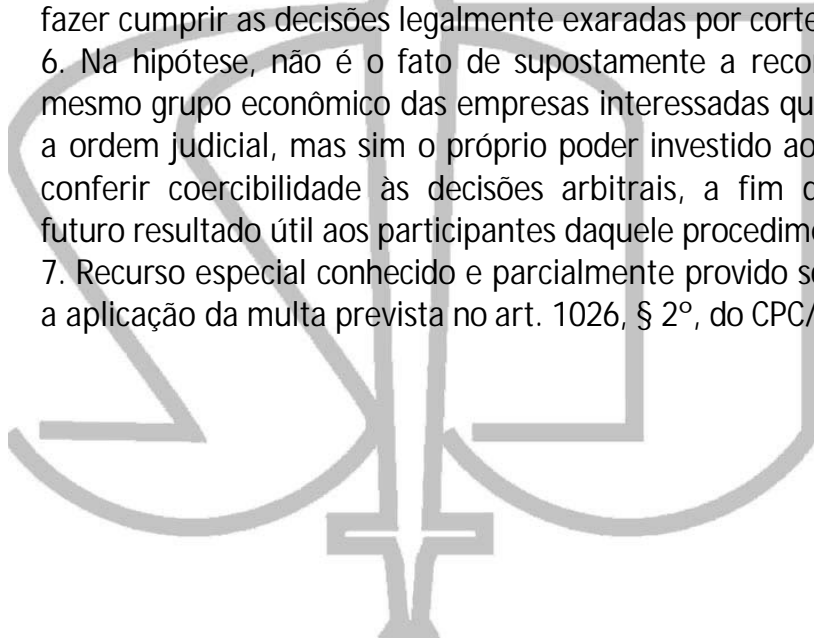 fazer cumprir as decisões legalmente exaradas por corte
6. Na hipótese, não é o fato de supostamente a recor
mesmo grupo econômico das empresas interessadas qu
a ordem judicial, mas sim o próprio poder investido ao
conferir coercibilidade às decisões arbitrais, a fim d
futuro resultado útil aos participantes daquele procedim
7. Recurso especial conhecido e parcialmente provido s
a aplicação da multa prevista no art. 1026, § 2º, do CPC/